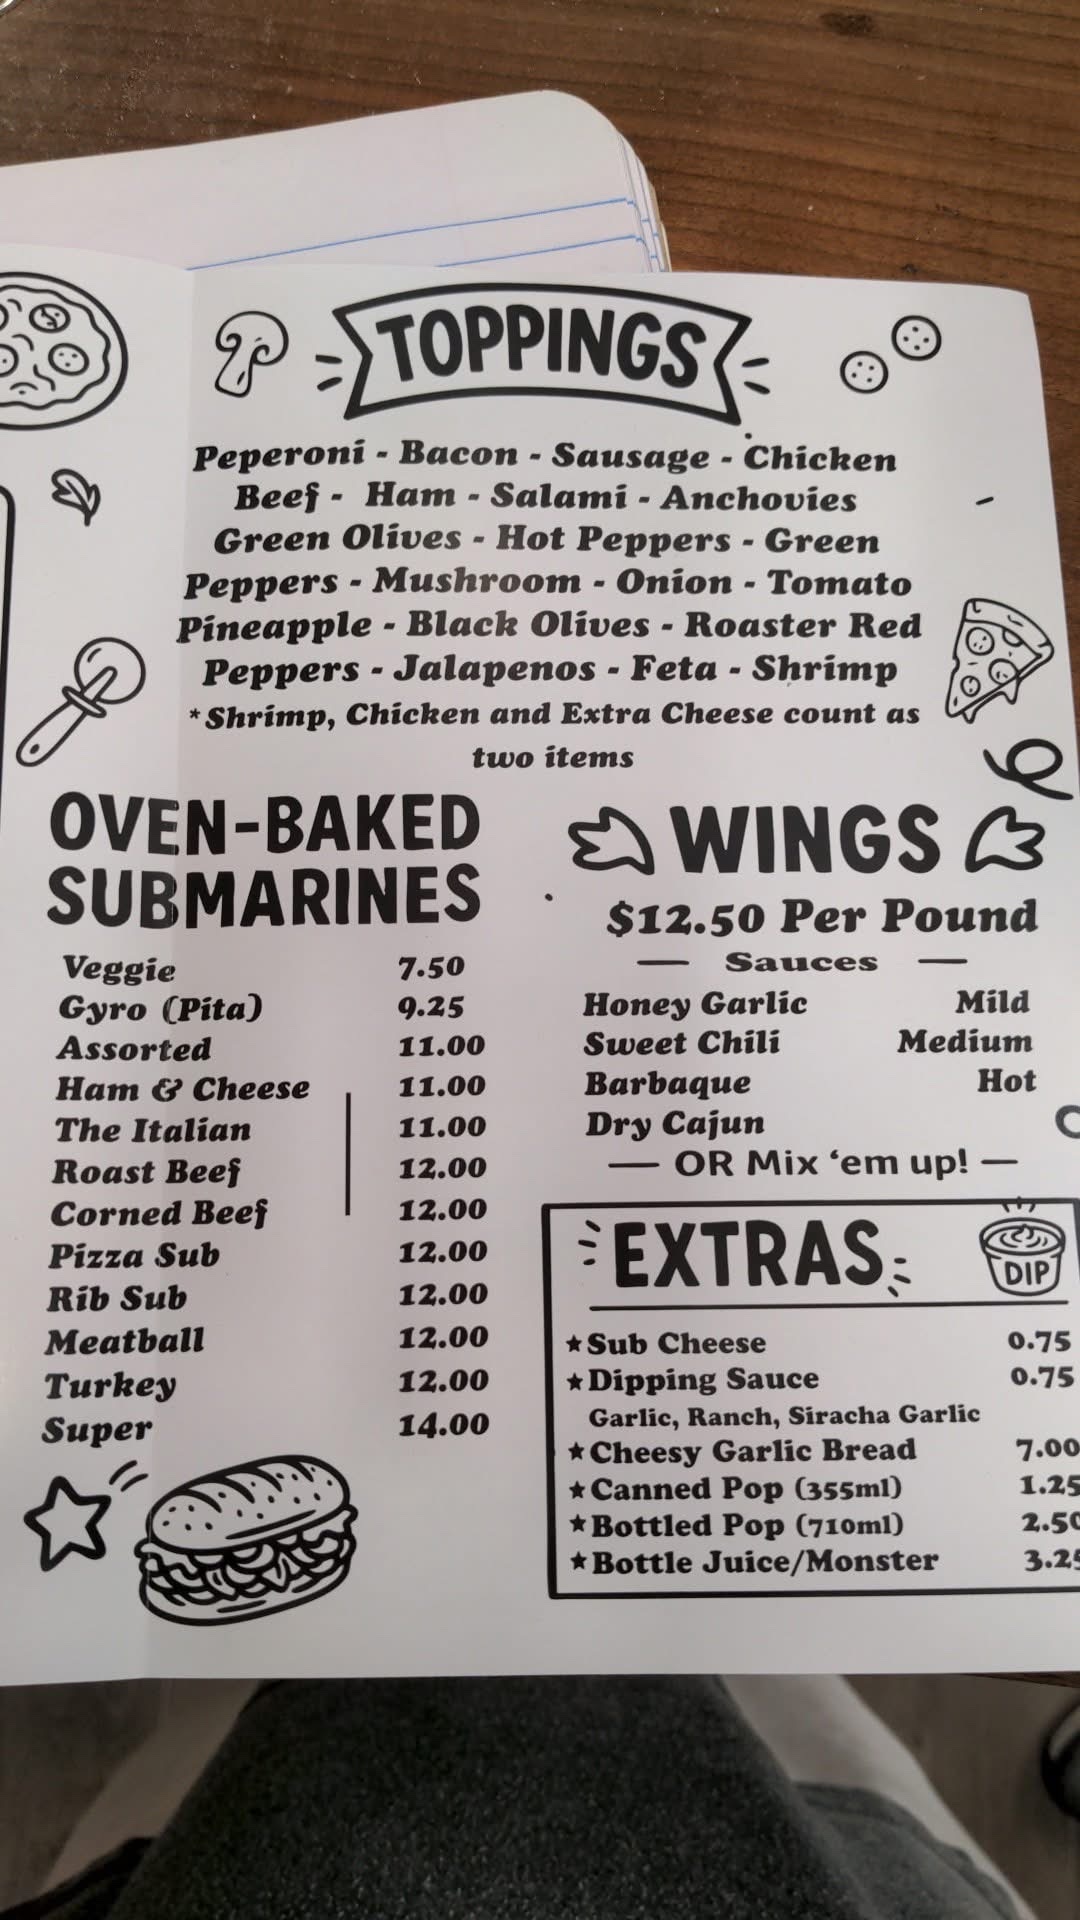 TOPPINGS
Peperoni - Bacon - Sausage - Chicken
Beef - Ham - Salami - Anchovies
Green Olives - Hot Peppers - Green
Peppers - Mushroom - Onion - Tomato
Pineapple - Black Olives - Roaster Red
Peppers - Jalapenos - Feta - Shrimp
*Shrimp, Chicken and Extra Cheese count as
two items
OVEN-BAKED
SUBMARINES
Veggie 7.50
Gyro (Pita) 9.25
Assorted 11.00
Ham & Cheese 11.00
The Italian 11.00
Roast Beef 12.00
Corned Beef 12.00
Pizza Sub 12.00
Rib Sub 12.00
Meatball 12.00
Turkey 12.00
Super 14.00
WINGS
$12.50 Per Pound
Sauces
Honey Garlic Mild
Sweet Chili Medium
Barbaque Hot
Dry Cajun
— OR Mix ‘em up! —
EXTRAS
DIP
★Sub Cheese 0.75
★Dipping Sauce 0.75
Garlic, Ranch, Siracha Garlic
★Cheesy Garlic Bread 7.00
★Canned Pop (355ml) 1.25
★Bottled Pop (710ml) 2.50
★Bottle Juice/Monster 3.25